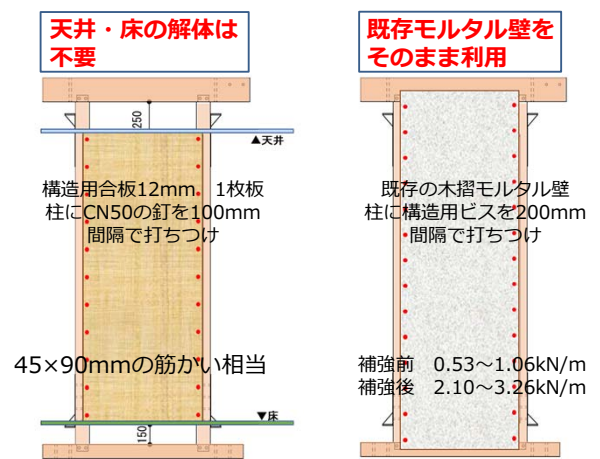 天井・床の解体は
不要
250
▲天井
構造用合板12mm　1枚板
柱にCN50の釘を100mm
間隔で打ちつけ
45×90mmの筋かい相当
▼床
150
既存モルタル壁を
そのまま利用
既存の木摺モルタル壁
柱に構造用ビスを200mm
間隔で打ちつけ
補強前　0.53～1.06kN/m
補強後　2.10～3.26kN/m